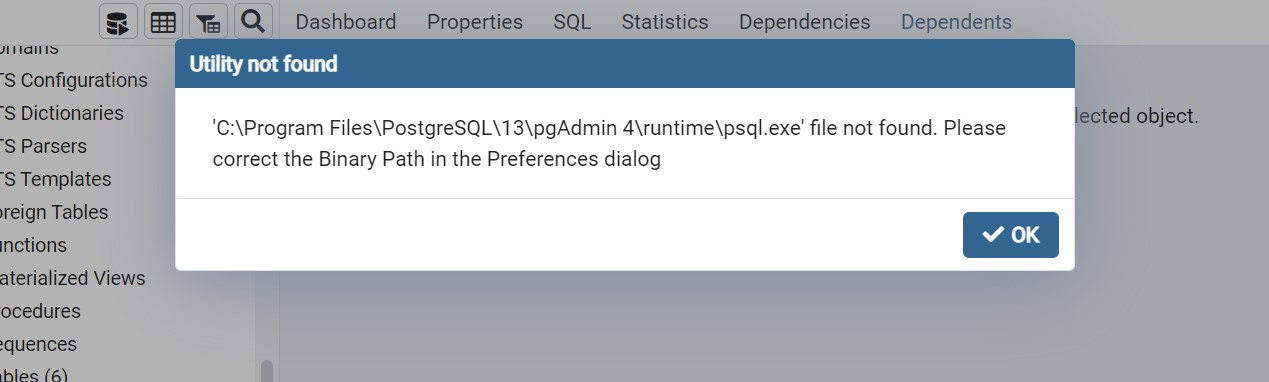 Dashboard Properties SQL Statistics Dependencies Dependents
Utility not found
'C:\Program Files\PostgreSQL\13\pgAdmin 4\runtime\psql.exe' file not found. Please
correct the Binary Path in the Preferences dialog
OK
lected object.
omains
TS Configurations
TS Dictionaries
TS Parsers
TS Templates
oreign Tables
unctions
aterialized Views
rocedures
equences
ables (6)